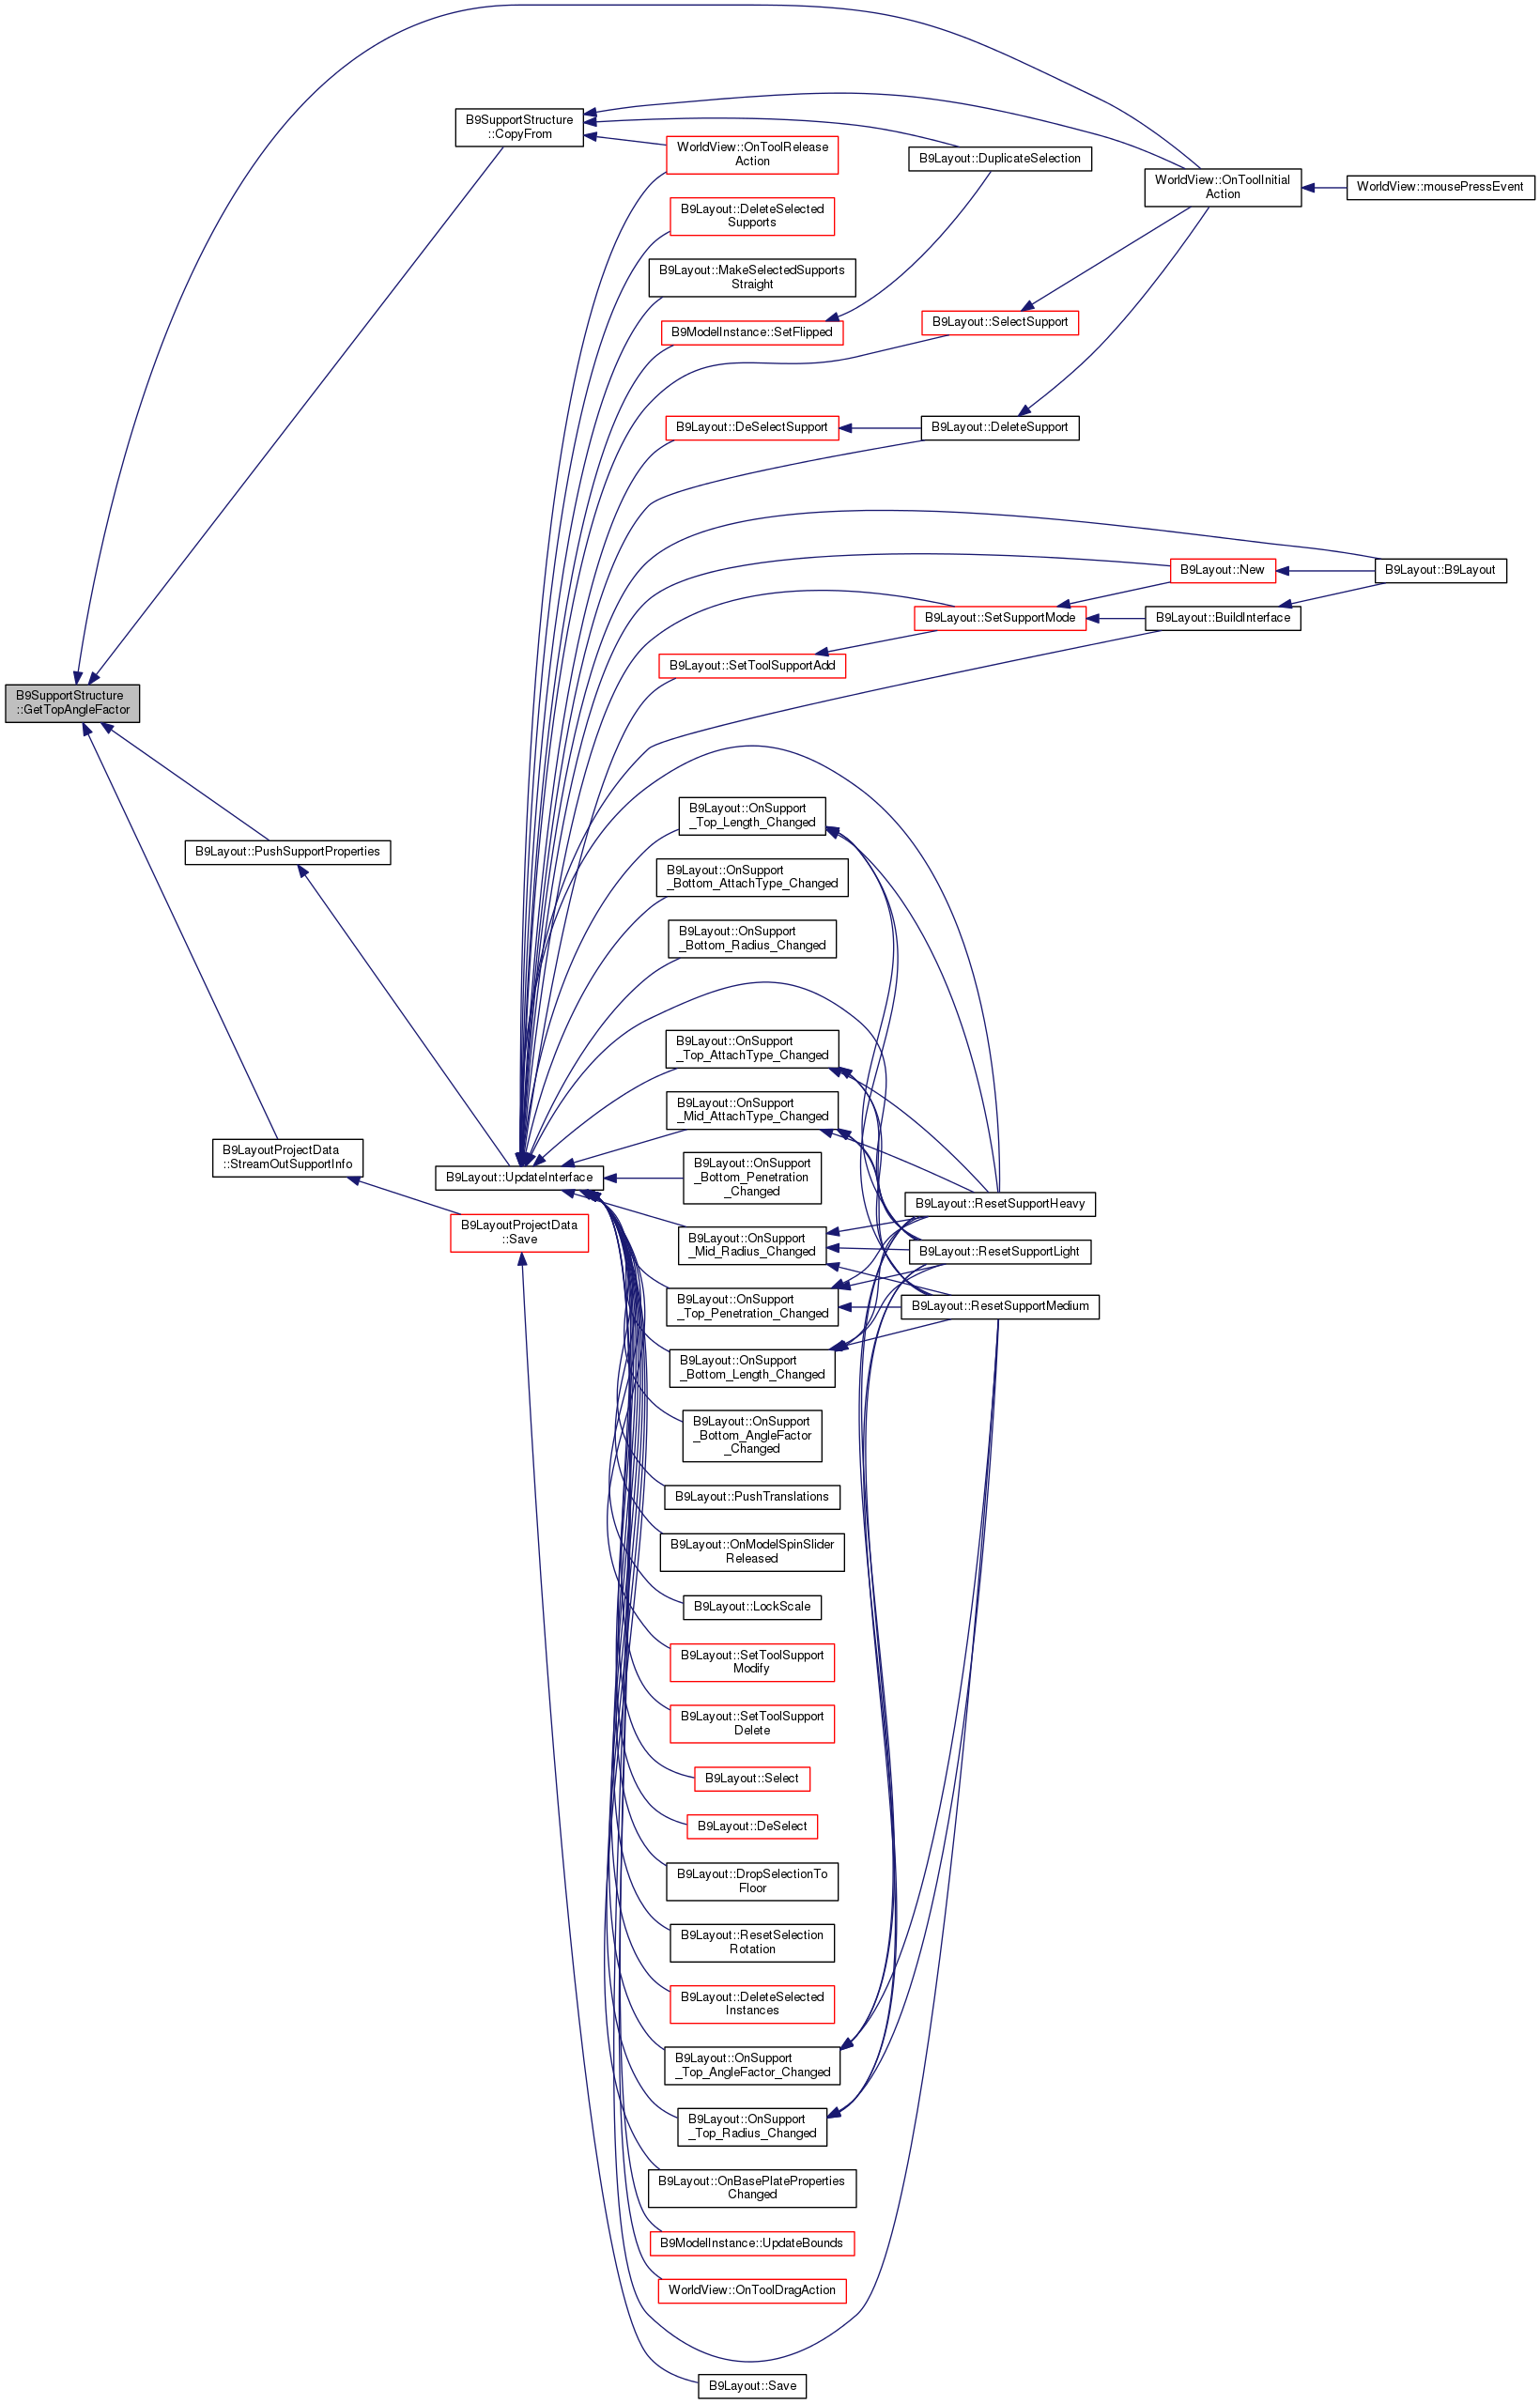 B9SupportStructure
::CopyFrom
WorldView::OnToolRelease
Action
B9Layout::DuplicateSelection
WorldView::OnToolInitial
Action
WorldView::mousePressEvent
B9Layout::DeleteSelected
Supports
B9Layout::MakeSelectedSupports
Straight
B9ModelInstance::SetFlipped
B9Layout::SelectSupport
B9Layout::DeSelectSupport
B9Layout::DeleteSupport
B9Layout::New
B9Layout::B9Layout
B9Layout::SetSupportMode
B9Layout::BuildInterface
B9Layout::SetToolSupportAdd
B9SupportStructure
::GetTopAngleFactor
B9Layout::OnSupport
_Top_Length_Changed
B9Layout::PushSupportProperties
B9Layout::OnSupport
_Bottom_AttachType_Changed
B9Layout::OnSupport
_Bottom_Radius_Changed
B9Layout::OnSupport
_Top_AttachType_Changed
B9Layout::OnSupport
_Mid_AttachType_Changed
B9LayoutProjectData
::StreamOutSupportInfo
B9Layout::UpdateInterface
B9Layout::OnSupport
_Bottom_Penetration
_Changed
B9Layout::ResetSupportHeavy
B9LayoutProjectData
::Save
B9Layout::OnSupport
_Mid_Radius_Changed
B9Layout::ResetSupportLight
B9Layout::OnSupport
_Top_Penetration_Changed
B9Layout::ResetSupportMedium
B9Layout::OnSupport
_Bottom_Length_Changed
B9Layout::OnSupport
_Bottom_AngleFactor
_Changed
B9Layout::PushTranslations
B9Layout::OnModelSpinSlider
Released
B9Layout::LockScale
B9Layout::SetToolSupport
Modify
B9Layout::SetToolSupport
Delete
B9Layout::Select
B9Layout::DeSelect
B9Layout::DropSelectionTo
Floor
B9Layout::ResetSelection
Rotation
B9Layout::DeleteSelected
Instances
B9Layout::OnSupport
_Top_AngleFactor_Changed
B9Layout::OnSupport
_Top_Radius_Changed
B9Layout::OnBasePlateProperties
Changed
B9ModelInstance::UpdateBounds
WorldView::OnToolDragAction
B9Layout::Save